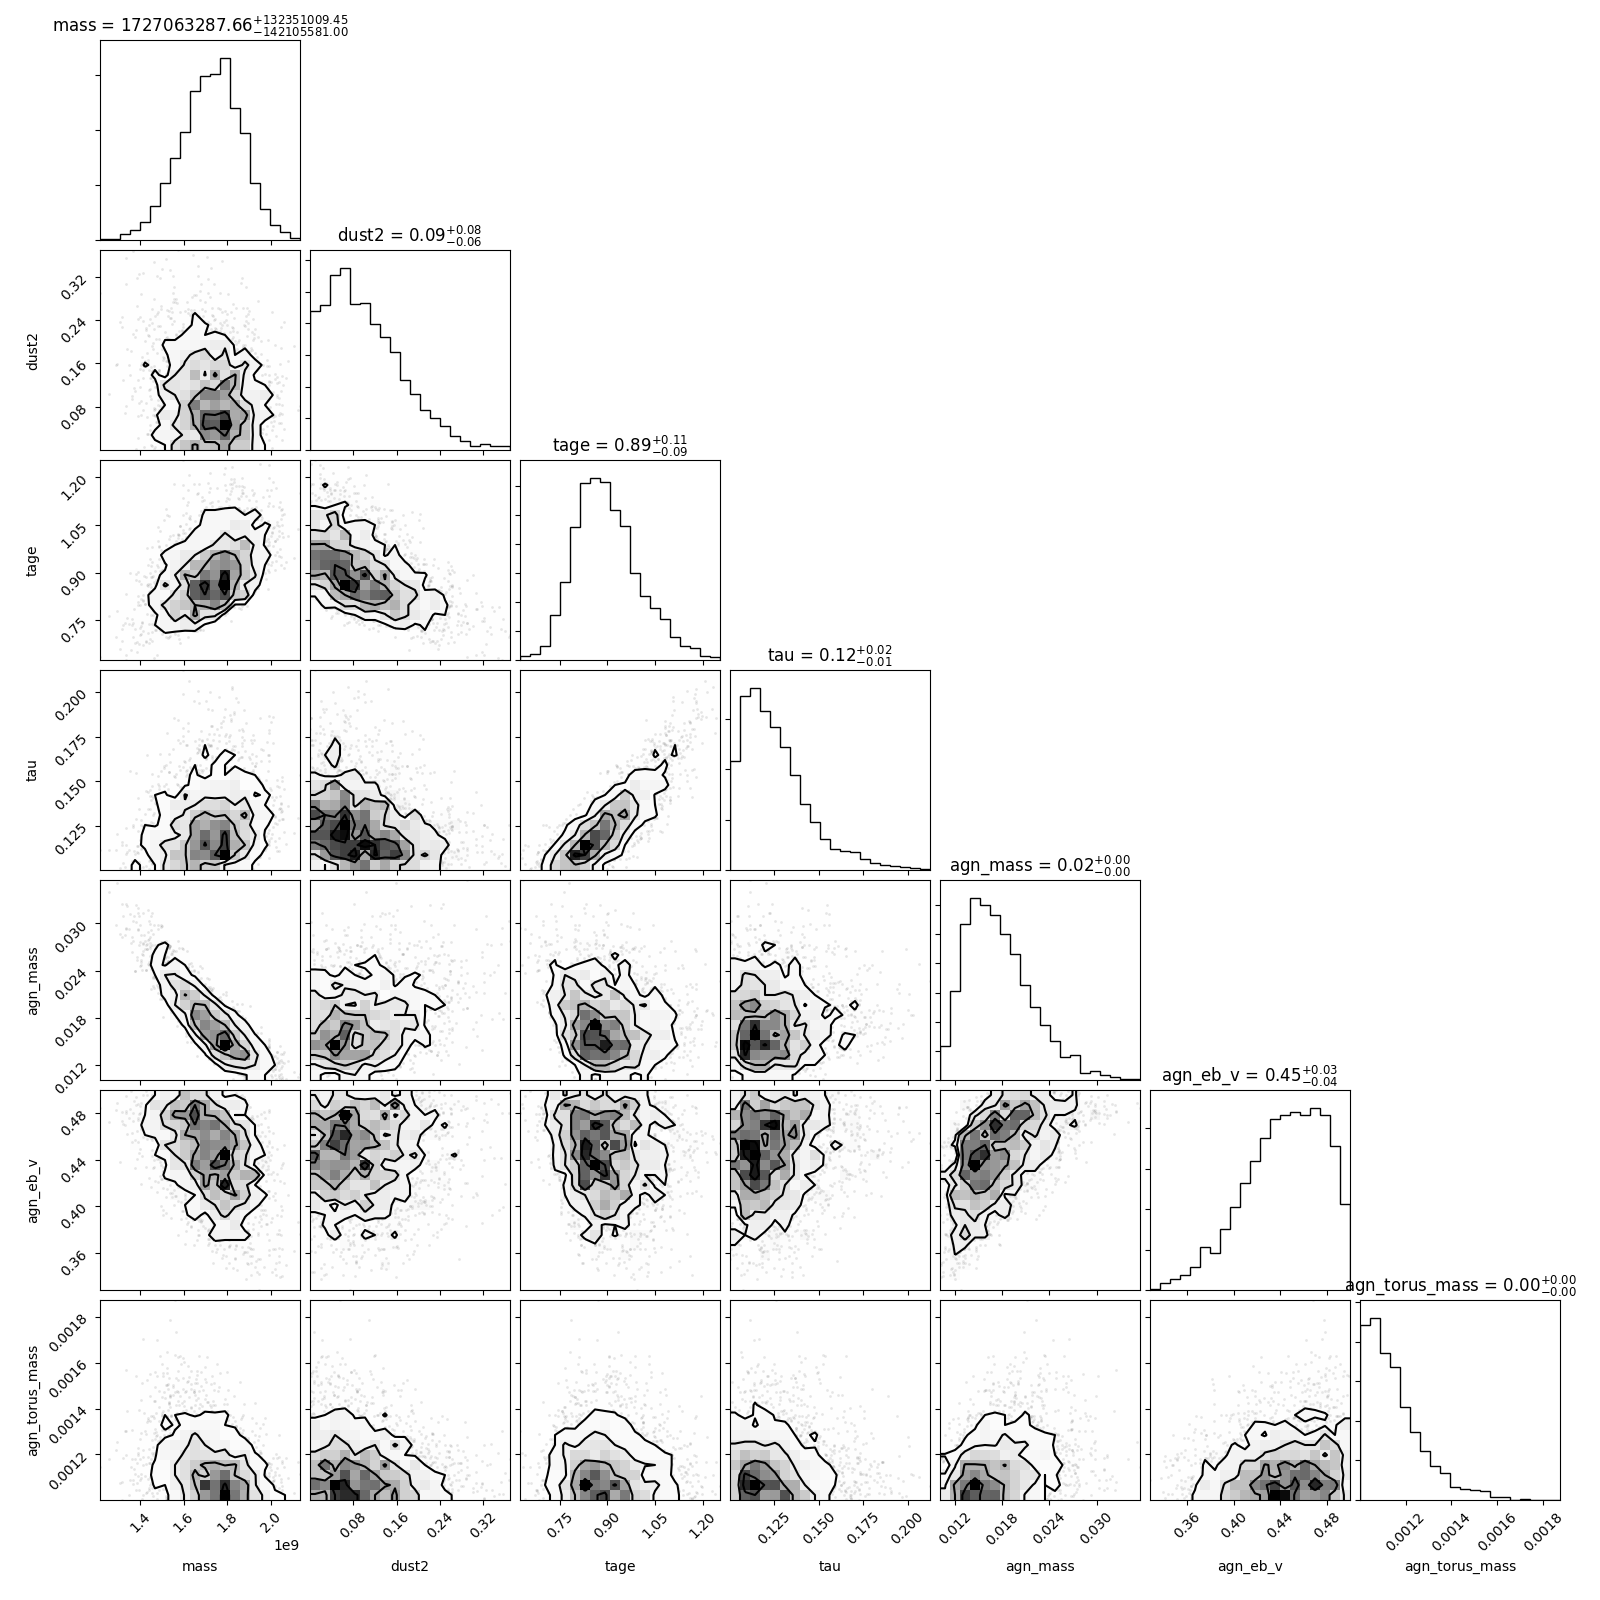 mass = 1727063287.66+132351009.45−142105581.00
dust2 = 0.09+0.08−0.06
0.32
0.24
0.16
0.08
dust2
tage = 0.89+0.11−0.09
1.20
1.05
0.90
0.75
tage
tau = 0.12+0.02−0.01
0.200
0.175
0.150
0.125
tau
agn_mass = 0.02+0.00−0.00
0.030
0.024
0.018
0.012
agn_mass
agn_eb_v = 0.45+0.03−0.04
0.48
0.44
0.40
0.36
agn_eb_v
agn_torus_mass = 0.00+0.00−0.00
0.0018
0.0016
0.0014
0.0012
agn_torus_mass
1.4 1.6 1.8 2.0 0.08 0.16 0.24 0.32 0.75 0.90 1.05 1.20 0.125 0.150 0.175 0.200 0.012 0.018 0.024 0.030 0.36 0.40 0.44 0.48 0.0012 0.0014 0.0016 0.0018
1e9
mass dust2 tage tau agn_mass agn_eb_v agn_torus_mass